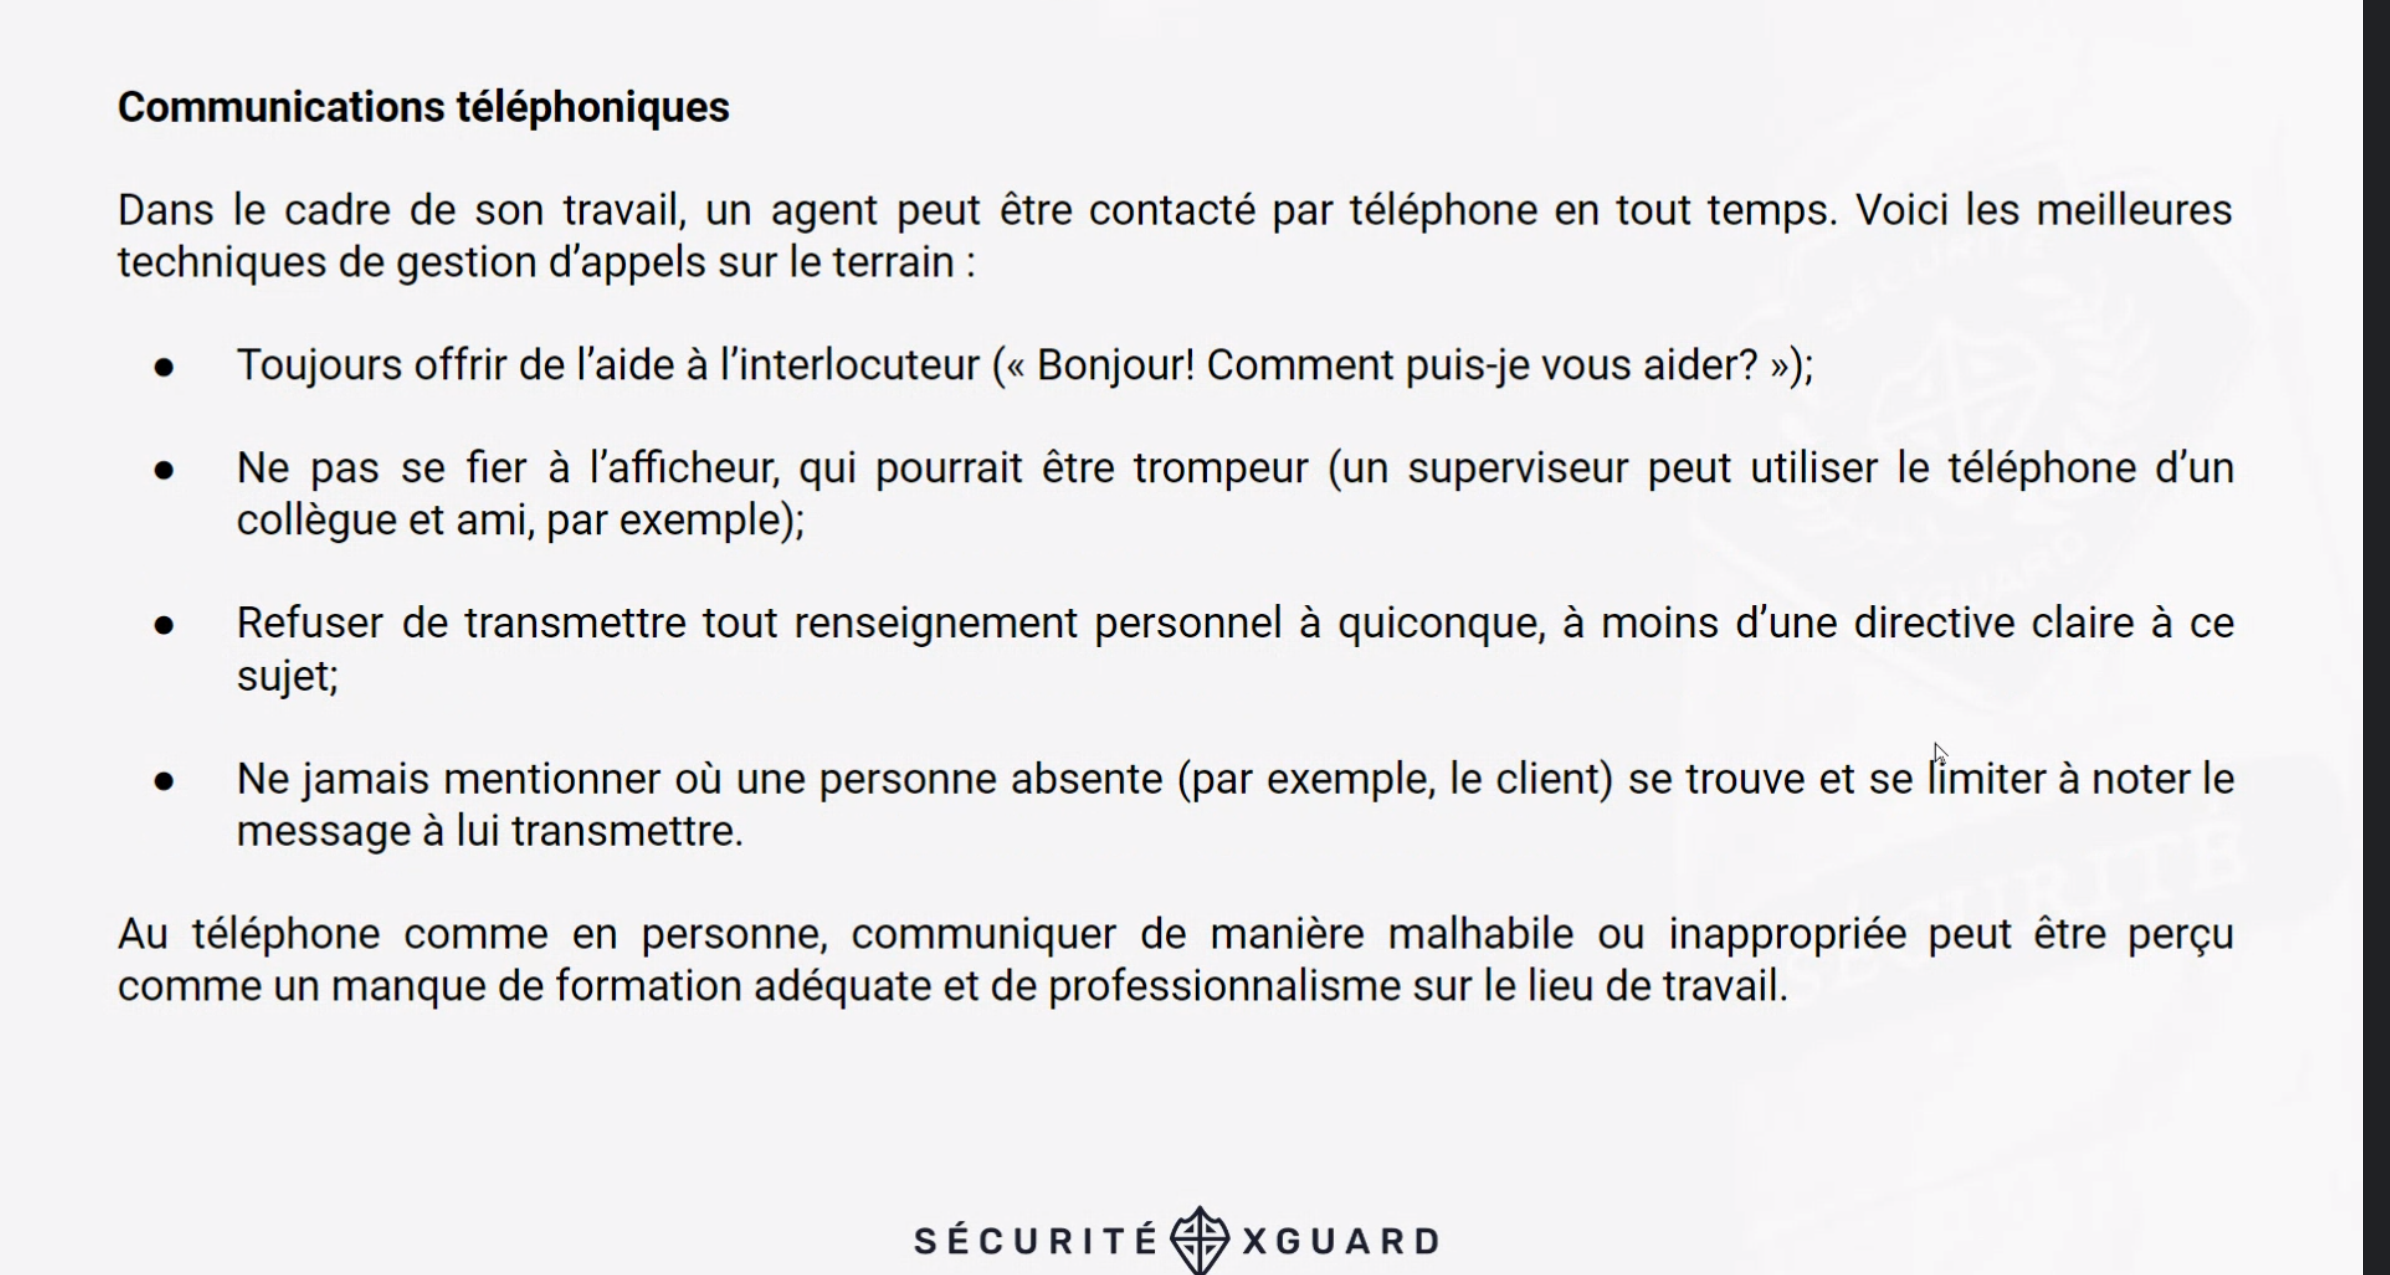 Communications téléphoniques
Dans le cadre de son travail, un agent peut être contacté par téléphone en tout temps. Voici les meilleures
techniques de gestion d’appels sur le terrain :
● Toujours offrir de l’aide à l’interlocuteur (« Bonjour! Comment puis-je vous aider? »);
● Ne pas se fier à l’afficheur, qui pourrait être trompeur (un superviseur peut utiliser le téléphone d’un
collègue et ami, par exemple);
● Refuser de transmettre tout renseignement personnel à quiconque, à moins d’une directive claire à ce
sujet;
● Ne jamais mentionner où une personne absente (par exemple, le client) se trouve et se limiter à noter le
message à lui transmettre.
Au téléphone comme en personne, communiquer de manière malhabile ou inappropriée peut être perçu
comme un manque de formation adéquate et de professionnalisme sur le lieu de travail.
SÉCURITÉ
XGUARD
SÉCURITÉ
SÉCURITÉ XGUARD